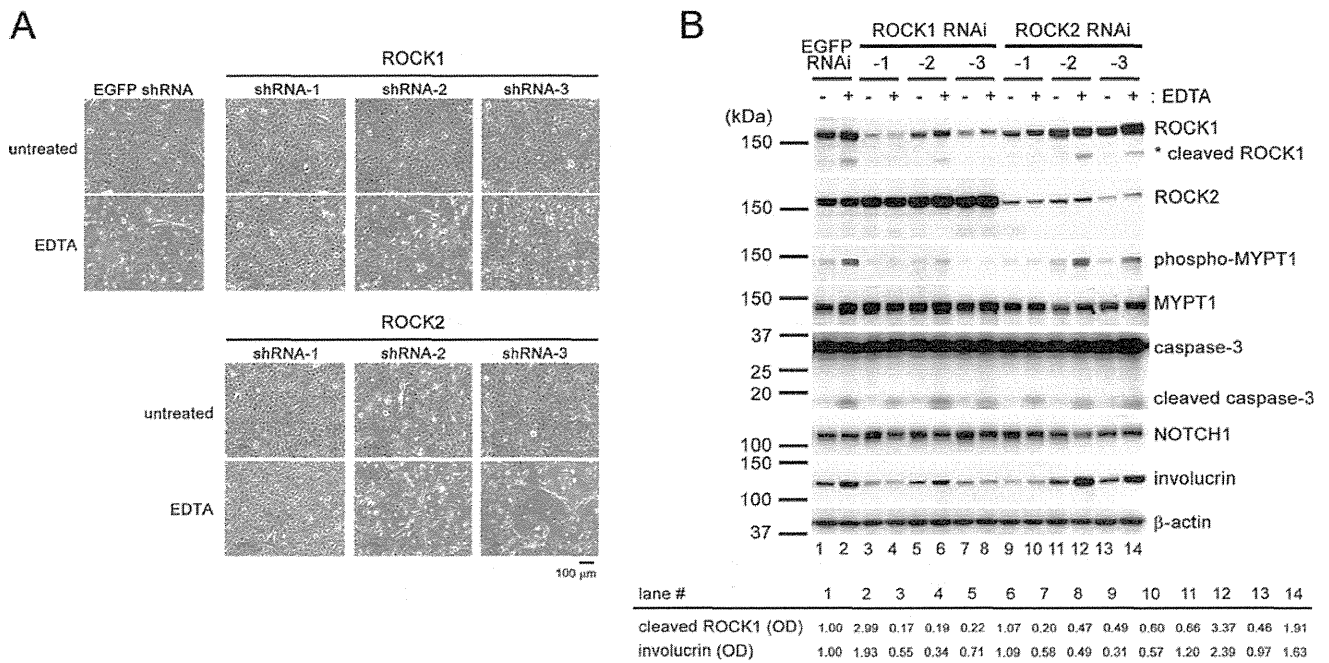 A
ROCK1
EGFP shRNA shRNA-1 shRNA-2 shRNA-3
untreated
EDTA
ROCK2
shRNA-1 shRNA-2 shRNA-3
untreated
EDTA
100 µm
B
ROCK1 RNAi ROCK2 RNAi
EGFP
RNAi -1 -2 -3 -1 -2 -3
- + - + - + - + - + - + - + : EDTA
(kDa)
150 ROCK1
* cleaved ROCK1
150 ROCK2
150 phospho-MYPT1
150 MYPT1
37
caspase-3
25
20
cleaved caspase-3
NOTCH1
100
150
involucrin
100
β-actin
37
1 2 3 4 5 6 7 8 9 10 11 12 13 14
lane # 1 2 3 4 5 6 7 8 9 10 11 12 13 14
cleaved ROCK1 (OD) 1.00 2.99 0.17 0.19 0.22 1.07 0.20 0.47 0.49 0.60 0.66 3.37 0.46 1.91
involucrin (OD) 1.00 1.93 0.55 0.34 0.71 1.09 0.58 0.49 0.31 0.57 1.20 2.39 0.97 1.63